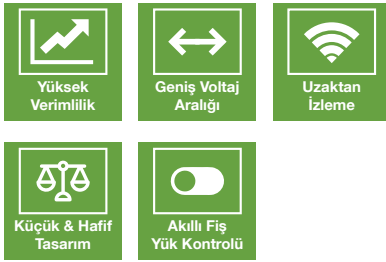 Yüksek
Verimlilik
Geniş Voltaj
Aralığı
Uzaktan
İzleme
Küçük & Hafif
Tasarım
Akıllı Fiş
Yük Kontrolü